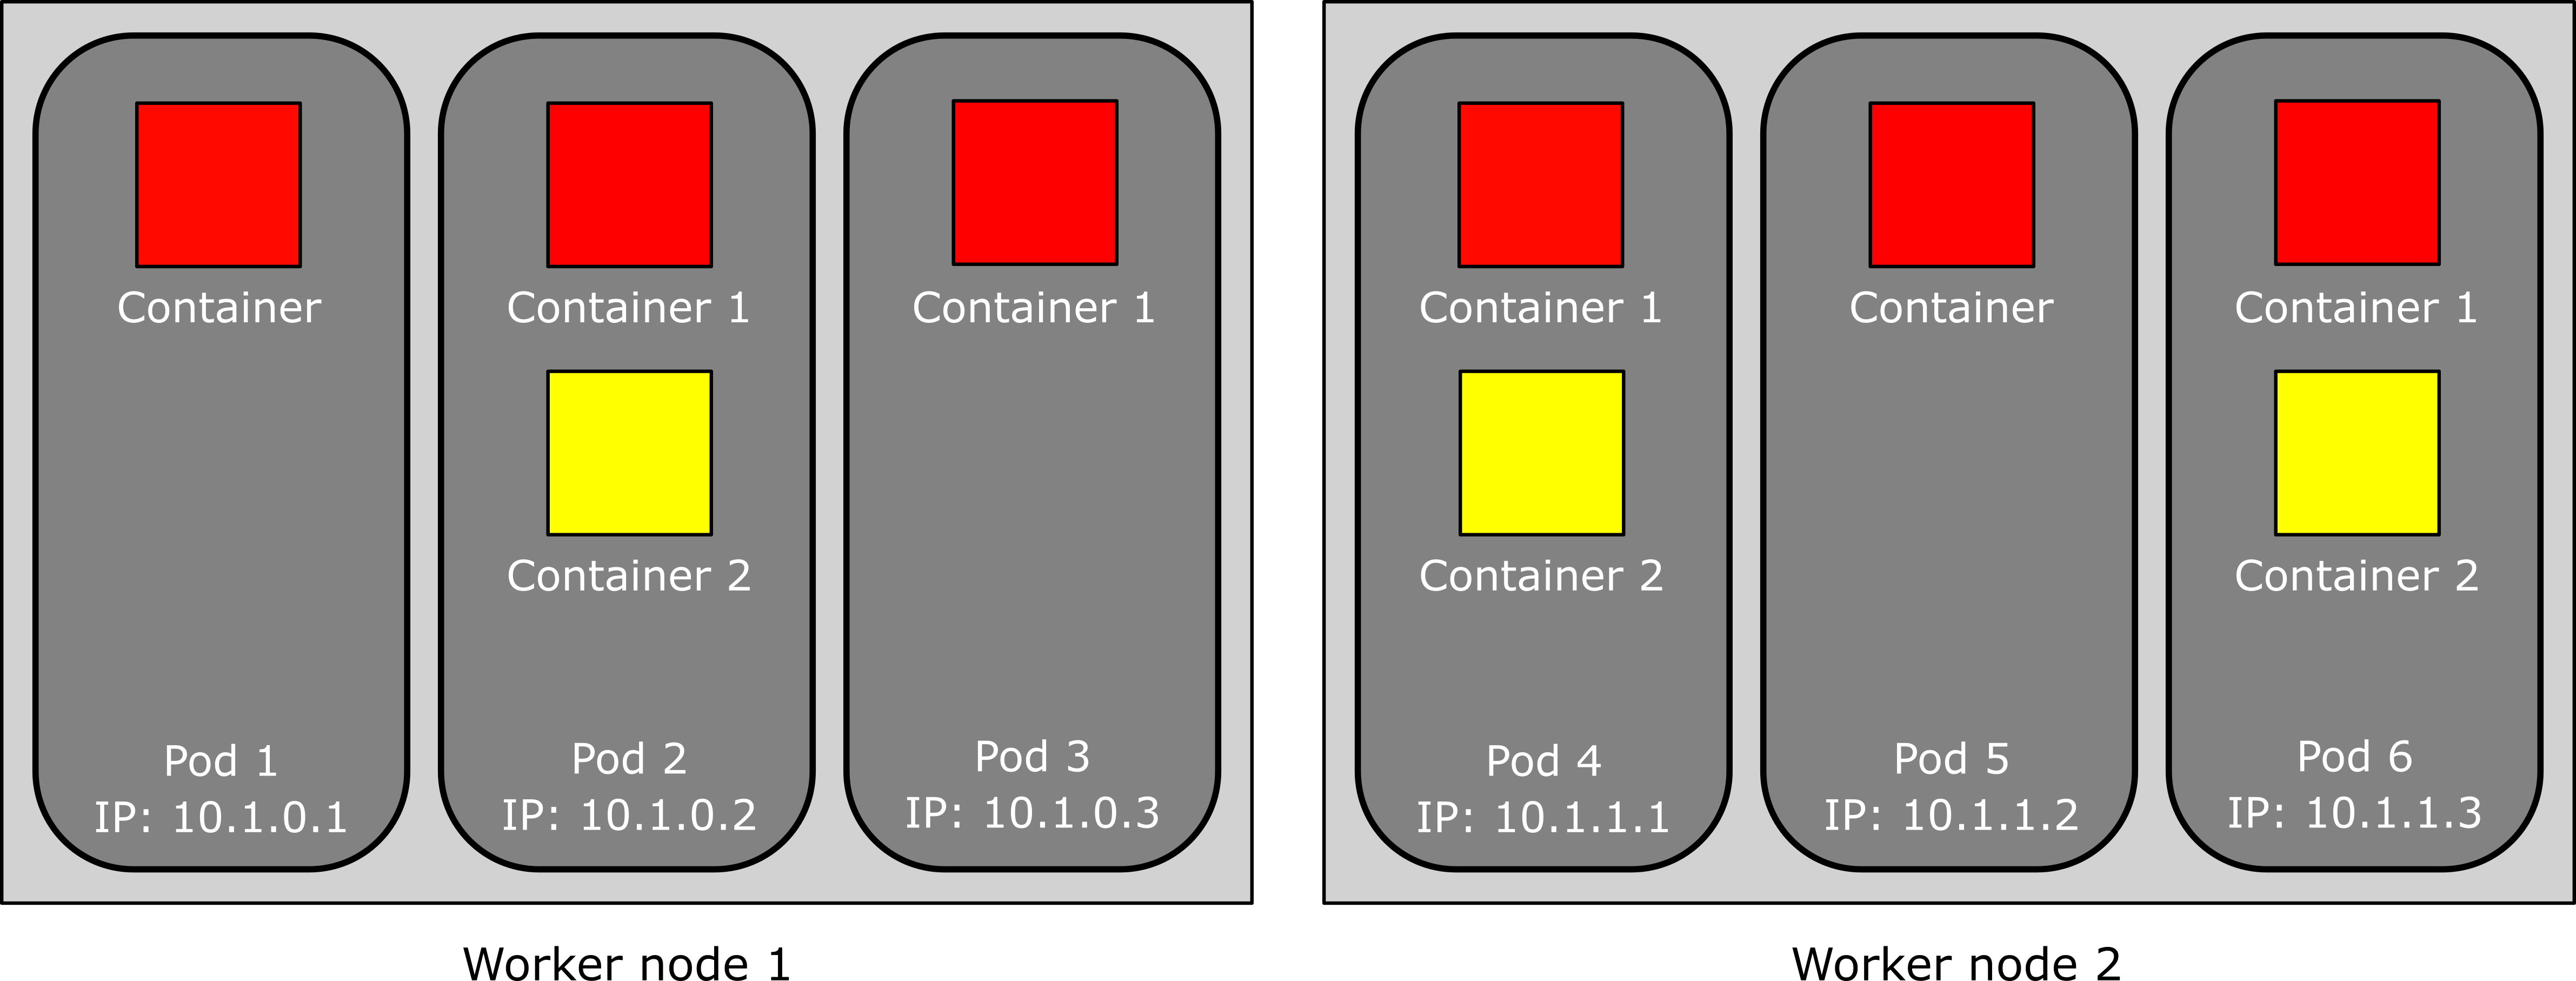 Container
Container 1
Container 2
Container 1
Pod 1
IP: 10.1.0.1
Pod 2
IP: 10.1.0.2
Pod 3
IP: 10.1.0.3
Worker node 1
Container 1
Container 2
Container
Container 1
Container 2
Pod 4
IP: 10.1.1.1
Pod 5
IP: 10.1.1.2
Pod 6
IP: 10.1.1.3
Worker node 2